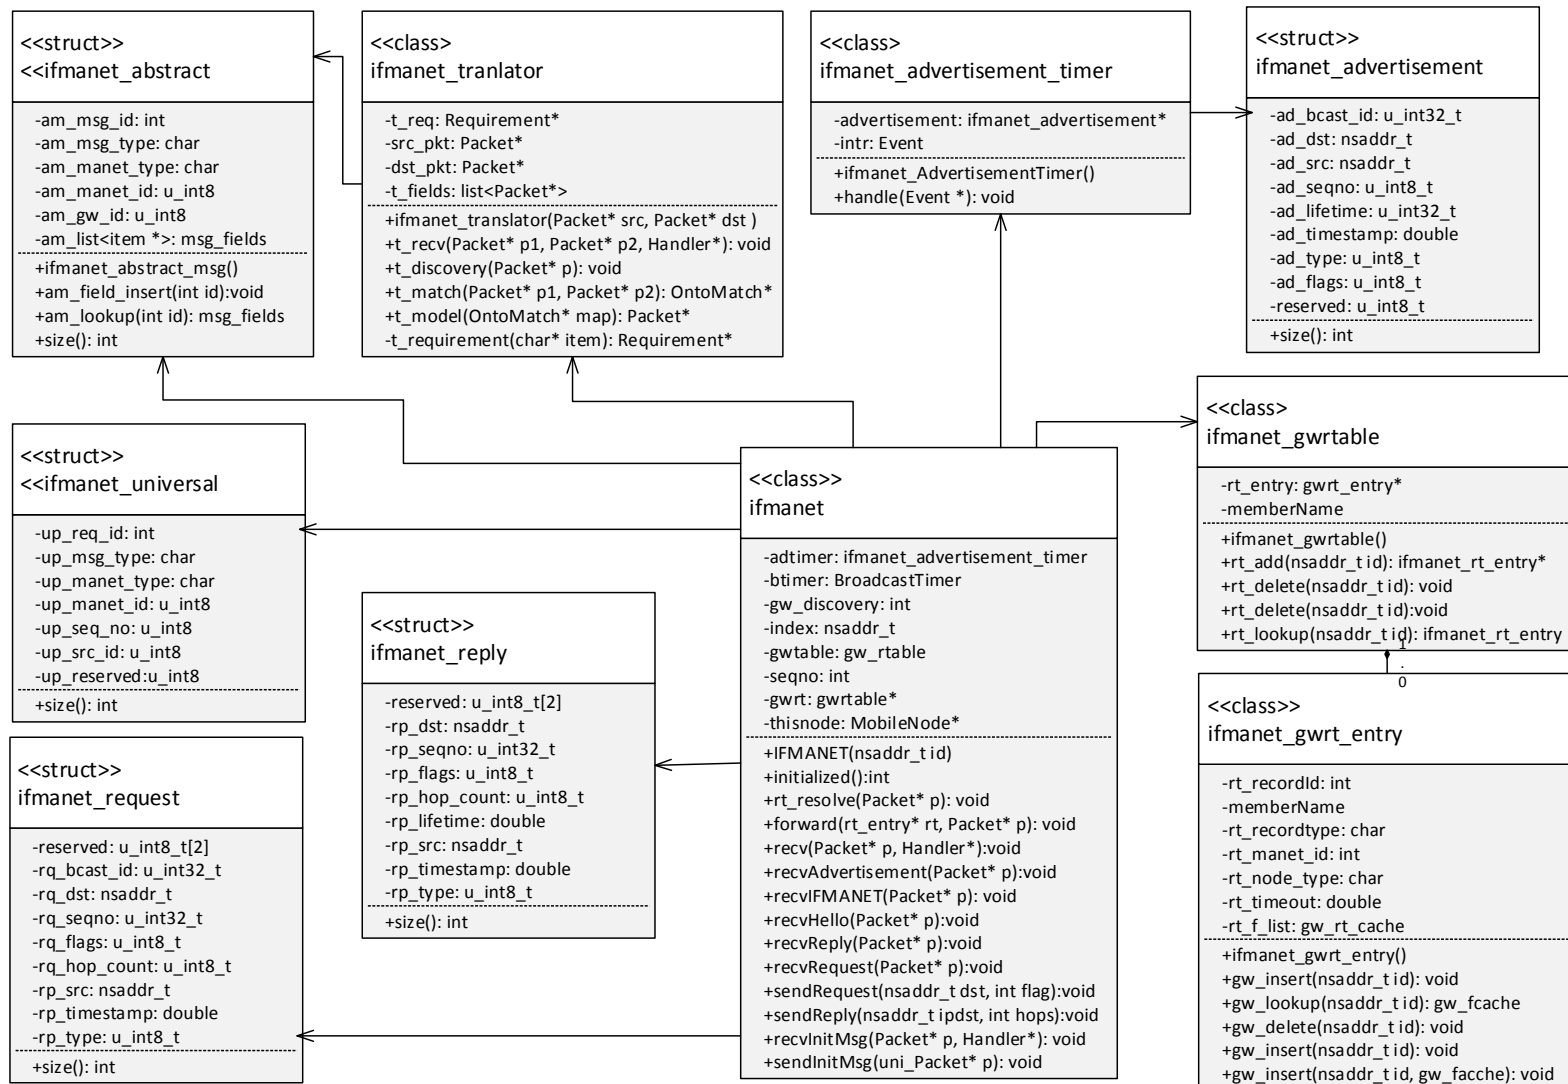 <<struct>>
<<ifmanet_abstract
-am_msg_id: int
-am_msg_type: char
-am_manet_type: char
-am_manet_id: u_int8
-am_gw_id: u_int8
-am_list<item *>: msg_fields
+ifmanet_abstract_msg()
+am_field_insert(int id):void
+am_lookup(int id): msg_fields
+size(): int
<<class>
ifmanet_tranlator
-t_req: Requirement*
-src_pkt: Packet*
-dst_pkt: Packet*
-t_fields: list<Packet*>
+ifmanet_translator(Packet* src, Packet* dst )
+t_recv(Packet* p1, Packet* p2, Handler*): void
+t_discovery(Packet* p): void
+t_match(Packet* p1, Packet* p2): OntoMatch*
+t_model(OntoMatch* map): Packet*
-t_requirement(char* item): Requirement*
<<class>
ifmanet_advertisement_timer
-advertisement: ifmanet_advertisement*
-intr: Event
+ifmanet_AdvertisementTimer()
+handle(Event *): void
<<struct>>
ifmanet_advertisement
-ad_bcast_id: u_int32_t
-ad_dst: nsaddr_t
-ad_src: nsaddr_t
-ad_seqno: u_int8_t
-ad_lifetime: u_int32_t
-ad_timestamp: double
-ad_type: u_int8_t
-ad_flags: u_int8_t
-reserved: u_int8_t
+size(): int
<<struct>>
<<ifmanet_universal
-up_req_id: int
-up_msg_type: char
-up_manet_type: char
-up_manet_id: u_int8
-up_seq_no: u_int8
-up_src_id: u_int8
-up_reserved:u_int8
+size(): int
<<struct>>
ifmanet_request
-reserved: u_int8_t[2]
-rq_bcast_id: u_int32_t
-rq_dst: nsaddr_t
-rq_seqno: u_int32_t
-rq_flags: u_int8_t
-rq_hop_count: u_int8_t
-rp_src: nsaddr_t
-rp_timestamp: double
-rp_type: u_int8_t
+size(): int
<<struct>>
ifmanet_reply
-reserved: u_int8_t[2]
-rp_dst: nsaddr_t
-rp_seqno: u_int32_t
-rp_flags: u_int8_t
-rp_hop_count: u_int8_t
-rp_lifetime: double
-rp_src: nsaddr_t
-rp_timestamp: double
-rp_type: u_int8_t
+size(): int
<<class>>
ifmanet
-adtimer: ifmanet_advertisement_timer
-btimer: BroadcastTimer
-gw_discovery: int
-index: nsaddr_t
-gwtable: gw_rtable
-seqno: int
-gwrt: gwrtable*
-thisnode: MobileNode*
+IFMANET(nsaddr_t id)
+initialized():int
+rt_resolve(Packet* p): void
+forward(rt_entry* rt, Packet* p): void
+recv(Packet* p, Handler*):void
+recvAdvertisement(Packet* p):void
+recvIFMANET(Packet* p): void
+recvHello(Packet* p):void
+recvReply(Packet* p):void
+recvRequest(Packet* p):void
+sendRequest(nsaddr_t dst, int flag):void
+sendReply(nsaddr_t ipdst, int hops):void
+recvInitMsg(Packet* p, Handler*): void
+sendInitMsg(uni_Packet* p): void
<<class>
ifmanet_gwrtable
-rt_entry: gwrt_entry*
-memberName
+ifmanet_gwrtable()
+rt_add(nsaddr_t id): ifmanet_rt_entry*
+rt_delete(nsaddr_t id): void
+rt_delete(nsaddr_t id):void
+rt_lookup(nsaddr_t id): ifmanet_rt_entry
1
.
0
<<class>>
ifmanet_gwrt_entry
-rt_recordId: int
-memberName
-rt_recordtype: char
-rt_manet_id: int
-rt_node_type: char
-rt_timeout: double
-rt_f_list: gw_rt_cache
+ifmanet_gwrt_entry()
+gw_insert(nsaddr_t id): void
+gw_lookup(nsaddr_t id): gw_fcache
+gw_delete(nsaddr_t id): void
+gw_insert(nsaddr_t id): void
+gw_insert(nsaddr_t id, gw_facche): void